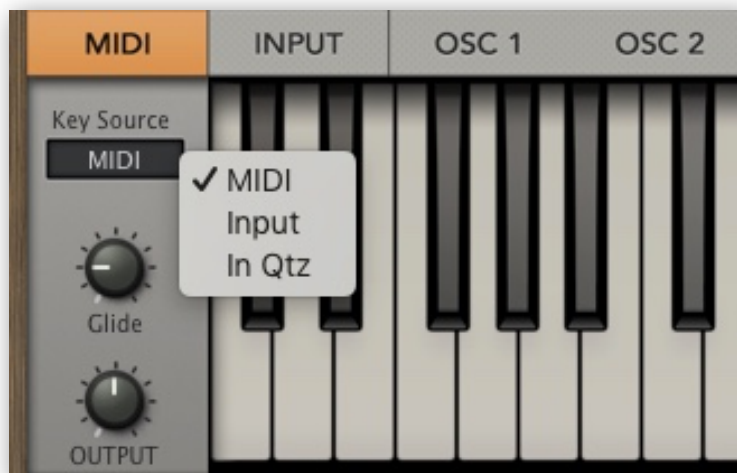 MIDI INPUT OSC 1 OSC 2
Key Source
MIDI
✓ MIDI
Input
In Qtz
Glide
OUTPUT